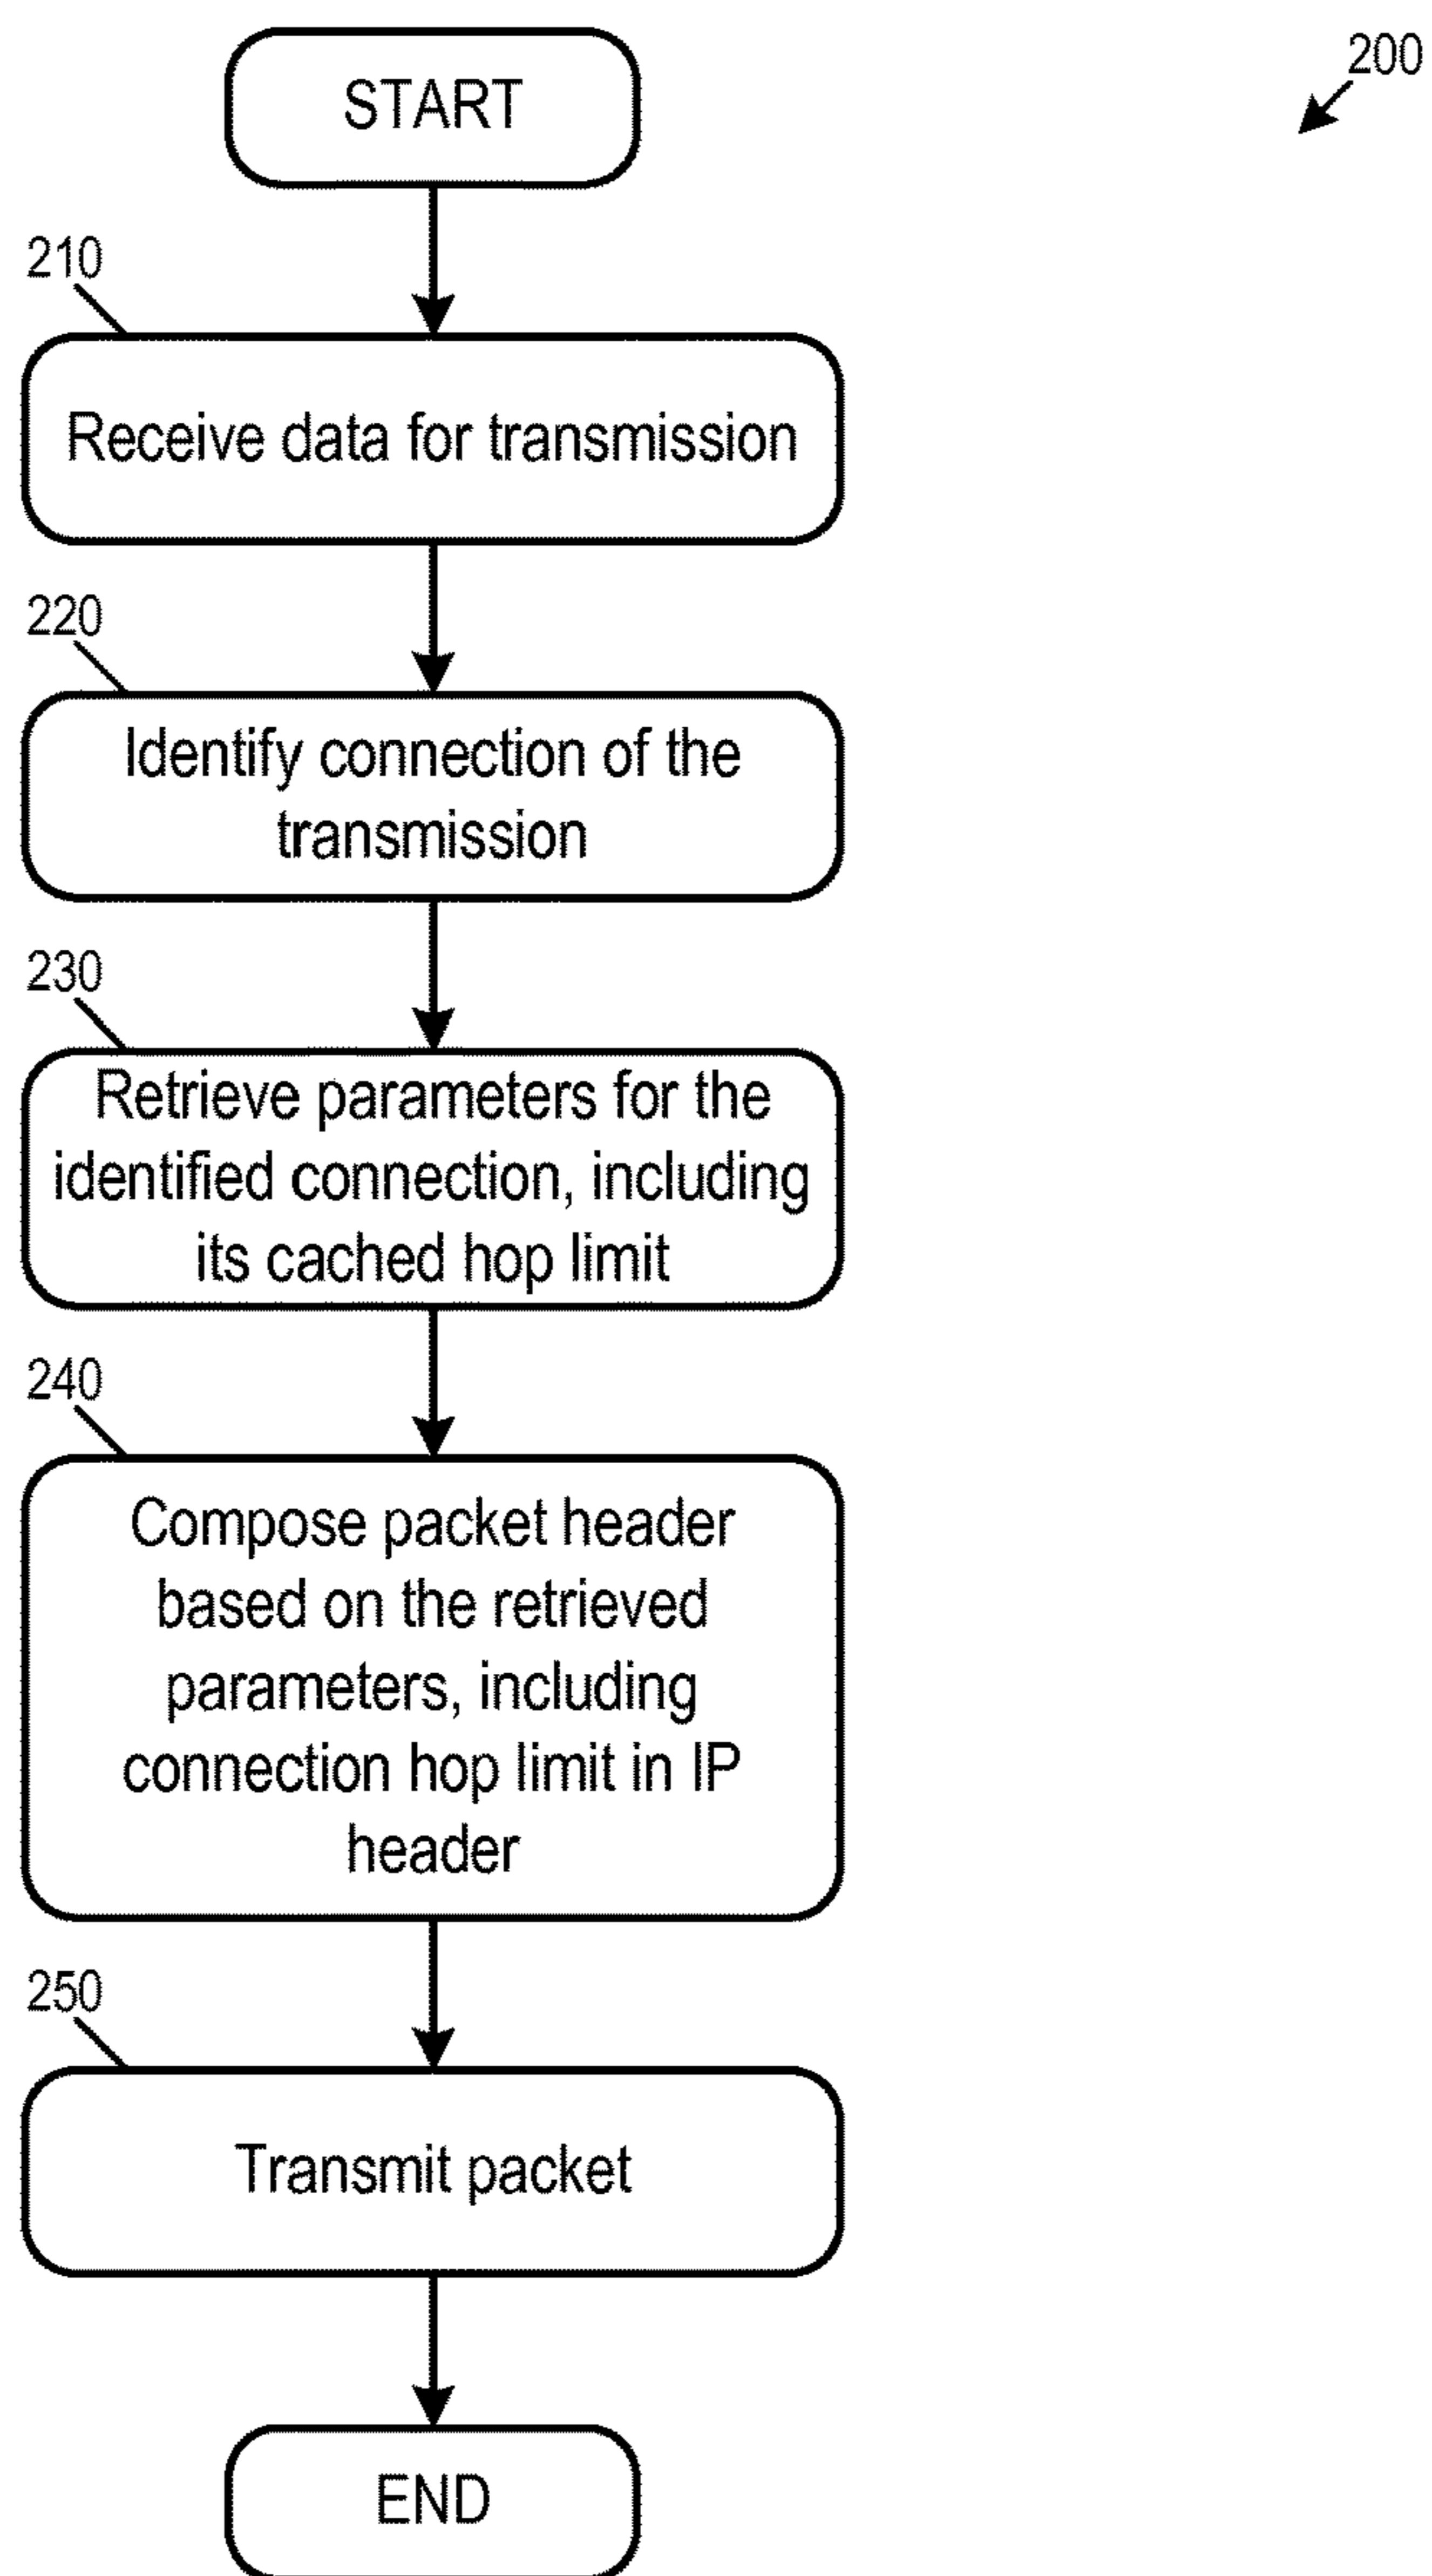 START
200
210
Receive data for transmission
220
Identify connection of the
transmission
230
Retrieve parameters for the
identified connection, including
its cached hop limit
240
Compose packet header
based on the retrieved
parameters, including
connection hop limit in IP
header
250
Transmit packet
END